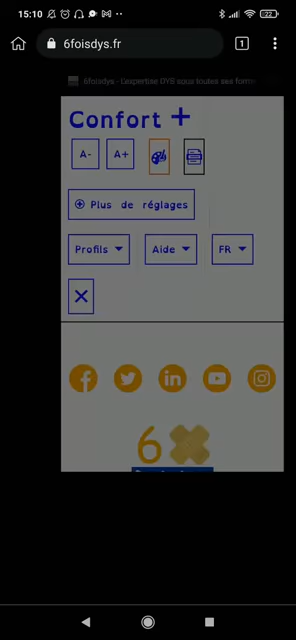 15:10
22
6foisdys.fr
1
6foisdys - L'expertise DYS sous toutes ses form
Confort +
A-
A+
Plus de réglages
Profils
Aide
FR
6